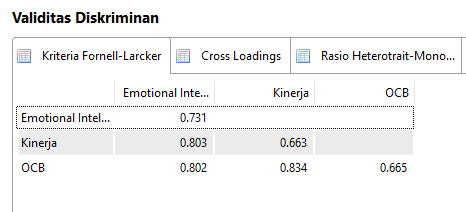 Validitas Diskriminan
Kriteria Fornell-Larcker Cross Loadings Rasio Heterotrait-Mono...
Emotional Inte... Kinerja OCB
Emotional Intel... 0.731
Kinerja 0.803 0.663
OCB 0.802 0.834 0.665